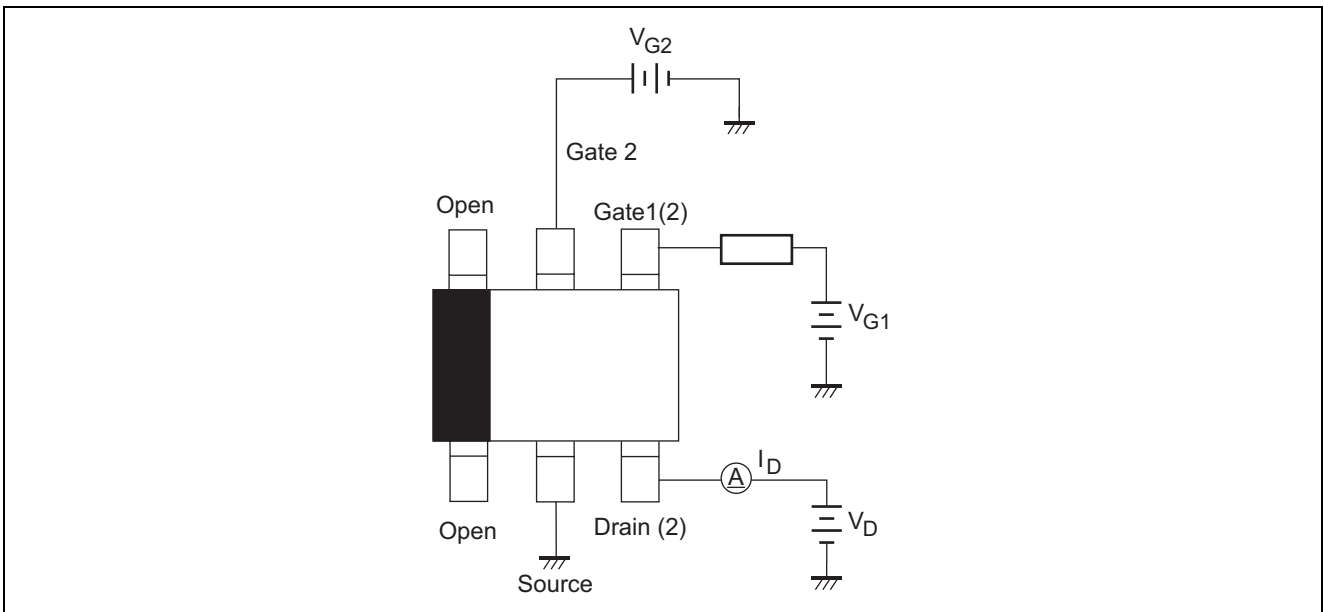 V_G2
Gate 2
Open
Gate1(2)
V_G1
A
I_D
Open
Drain (2)
V_D
Source